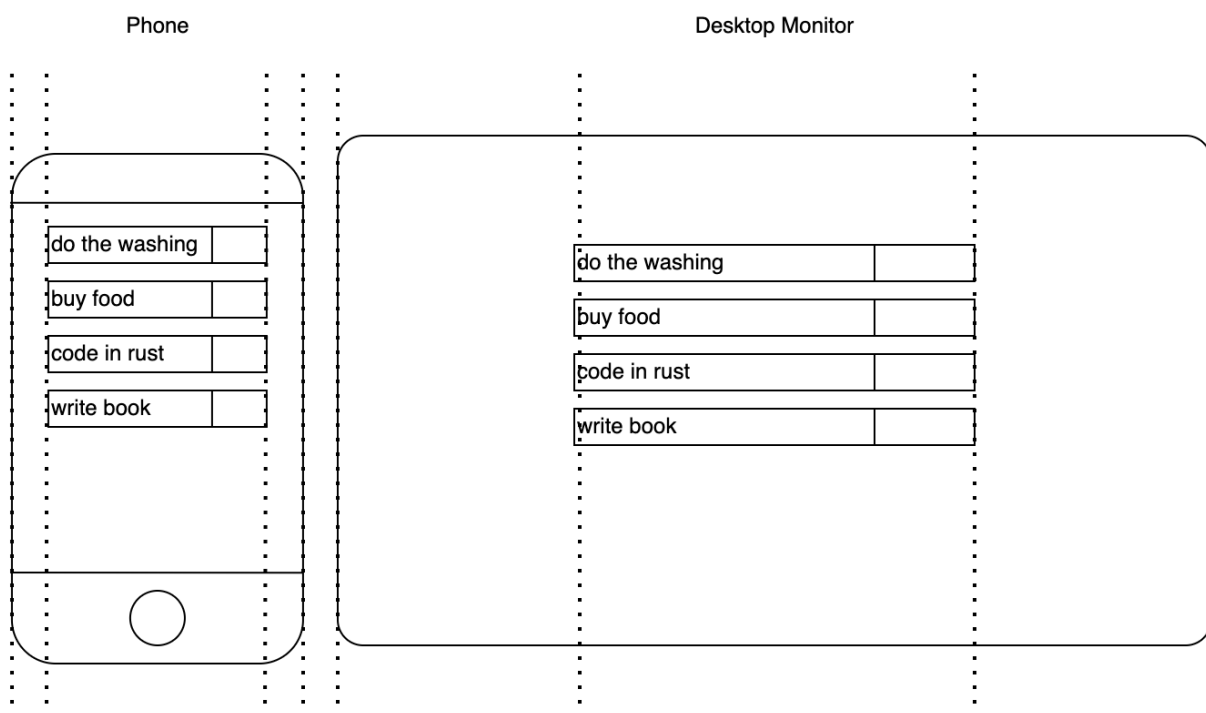 Phone
Desktop Monitor
do the washing
buy food
code in rust
write book
do the washing
buy food
code in rust
write book